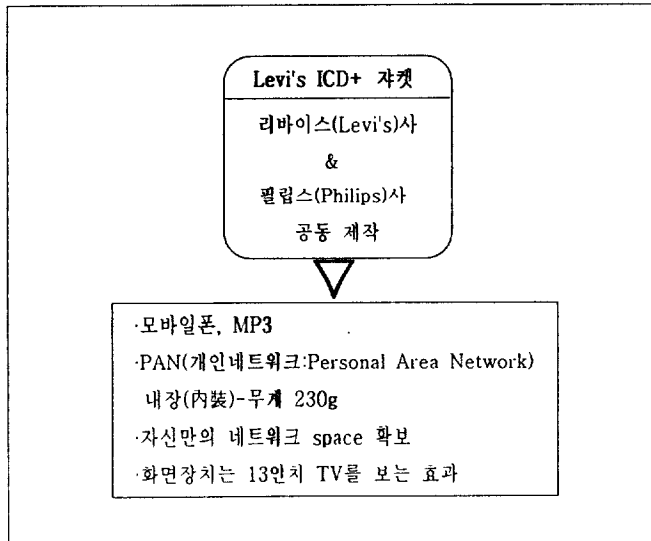 Levi's ICD+ 쟈켓
리바이스(Levi's)사
&
필립스(Philips)사
공동 제작
·모바일폰, MP3
·PAN(개인네트워크:Personal Area Network)
내장(內裝)-무게 230g
·자신만의 네트워크 space 확보
·화면장치는 13인치 TV를 보는 효과